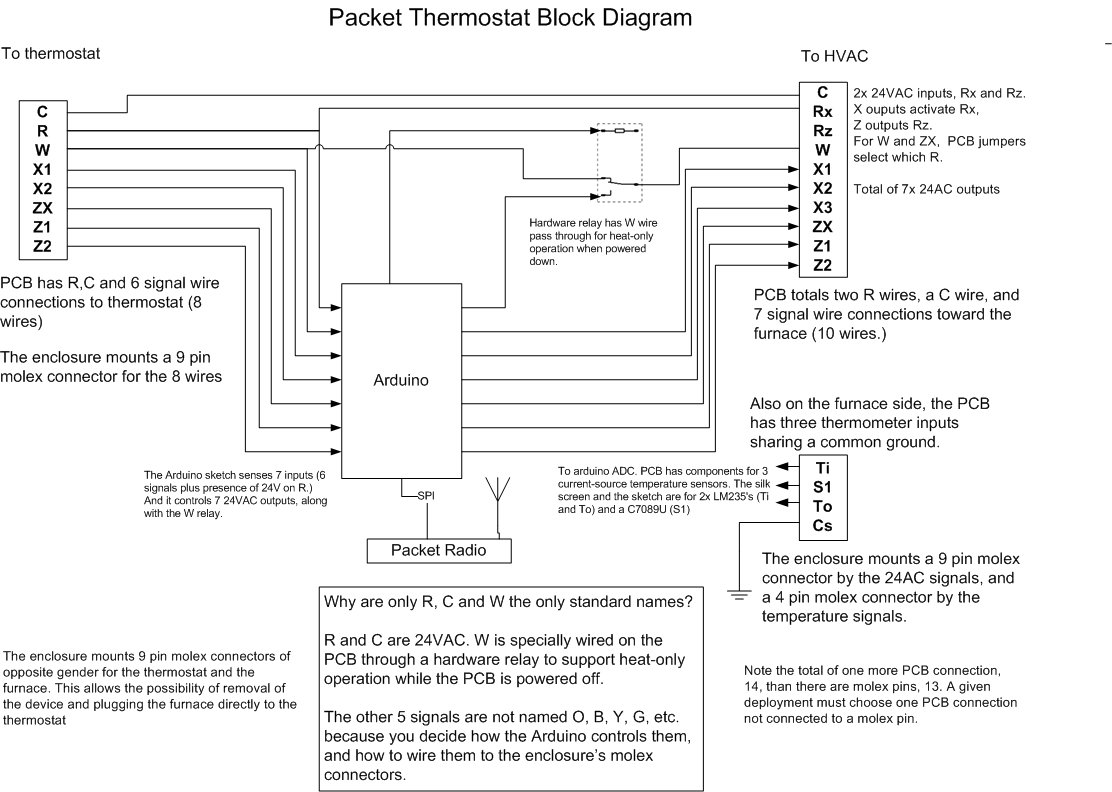 Packet Thermostat Block Diagram
To thermostat
To HVAC
C
R
W
X1
X2
ZX
Z1
Z2
C
Rx
Rz
W
X1
X2
X3
ZX
Z1
Z2
2x 24VAC inputs, Rx and Rz.
X ouputs activate Rx,
Z outputs Rz.
For W and ZX,  PCB jumpers
select which R.
Total of 7x 24AC outputs
Hardware relay has W wire
pass through for heat-only
operation when powered
down.
PCB has R,C and 6 signal wire
connections to thermostat (8
wires)
The enclosure mounts a 9 pin
molex connector for the 8 wires
PCB totals two R wires, a C wire, and
7 signal wire connections toward the
furnace (10 wires.)
Arduino
Also on the furnace side, the PCB
has three thermometer inputs
sharing a common ground.
The Arduino sketch senses 7 inputs (6
signals plus presence of 24V on R.)
And it controls 7 24VAC outputs, along
with the W relay.
SPI
Packet Radio
To arduino ADC. PCB has components for 3
current-source temperature sensors. The silk
screen and the sketch are for 2x LM235's (Ti
and To) and a C7089U (S1)
Ti
S1
To
Cs
The enclosure mounts a 9 pin molex
connector by the 24AC signals, and
a 4 pin molex connector by the
temperature signals.
Why are only R, C and W the only standard names?
R and C are 24VAC. W is specially wired on the
PCB through a hardware relay to support heat-only
operation while the PCB is powered off.
The other 5 signals are not named O, B, Y, G, etc.
because you decide how the Arduino controls them,
and how to wire them to the enclosure's molex
connectors.
The enclosure mounts 9 pin molex connectors of
opposite gender for the thermostat and the
furnace. This allows the possibility of removal of
the device and plugging the furnace directly to the
thermostat
Note the total of one more PCB connection,
14, than there are molex pins, 13. A given
deployment must choose one PCB connection
not connected to a molex pin.